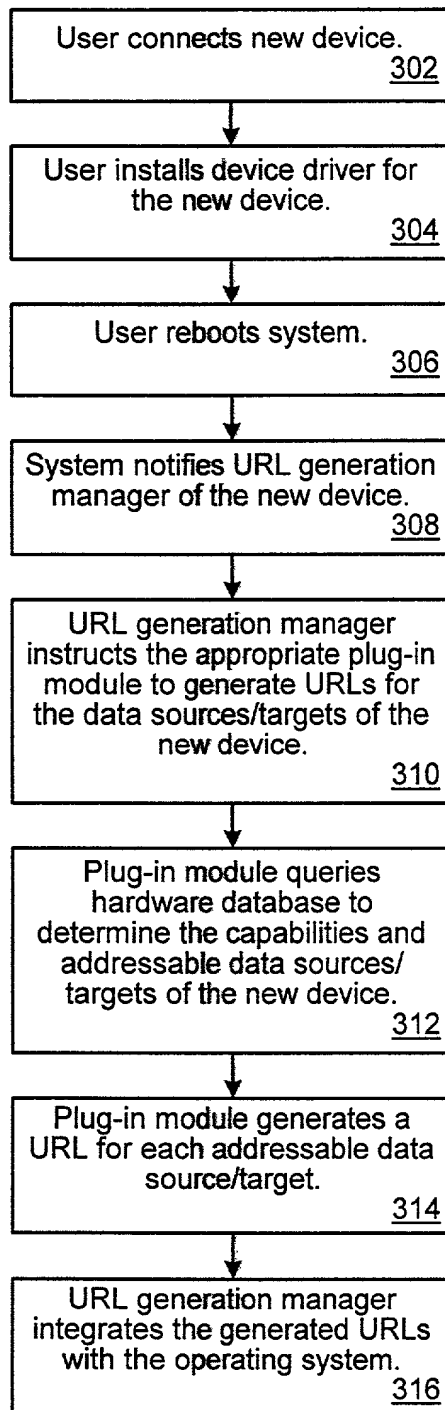 User connects new device.
302
User installs device driver for
the new device.
304
User reboots system.
306
System notifies URL generation
manager of the new device.
308
URL generation manager
instructs the appropriate plug-in
module to generate URLs for
the data sources/targets of the
new device.
310
Plug-in module queries
hardware database to
determine the capabilities and
addressable data sources/
targets of the new device.
312
Plug-in module generates a
URL for each addressable data
source/target.
314
URL generation manager
integrates the generated URLs
with the operating system.
316